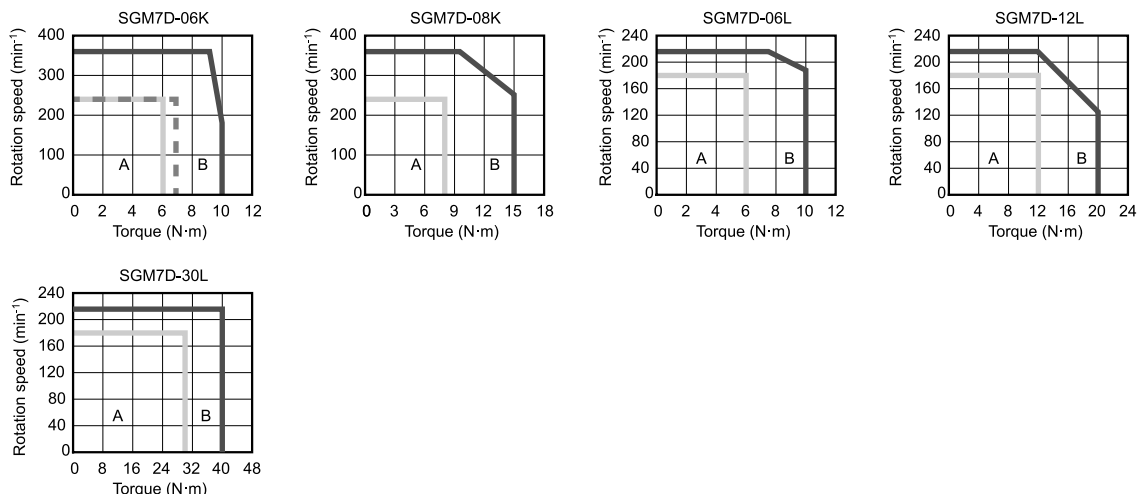 SGM7D-06K
Rotation speed (min-1)
400
300
200
100
0
A
B
0 2 4 6 8 10 12
Torque (N·m)
SGM7D-08K
Rotation speed (min-1)
400
300
200
100
0
A
B
0 3 6 9 12 15 18
Torque (N·m)
SGM7D-06L
Rotation speed (min-1)
240
200
160
120
80
40
0
A
B
0 2 4 6 8 10 12
Torque (N·m)
SGM7D-12L
Rotation speed (min-1)
240
200
160
120
80
40
0
A
B
0 4 8 12 16 20 24
Torque (N·m)
SGM7D-30L
Rotation speed (min-1)
240
200
160
120
80
40
0
A
B
0 8 16 24 32 40 48
Torque (N·m)